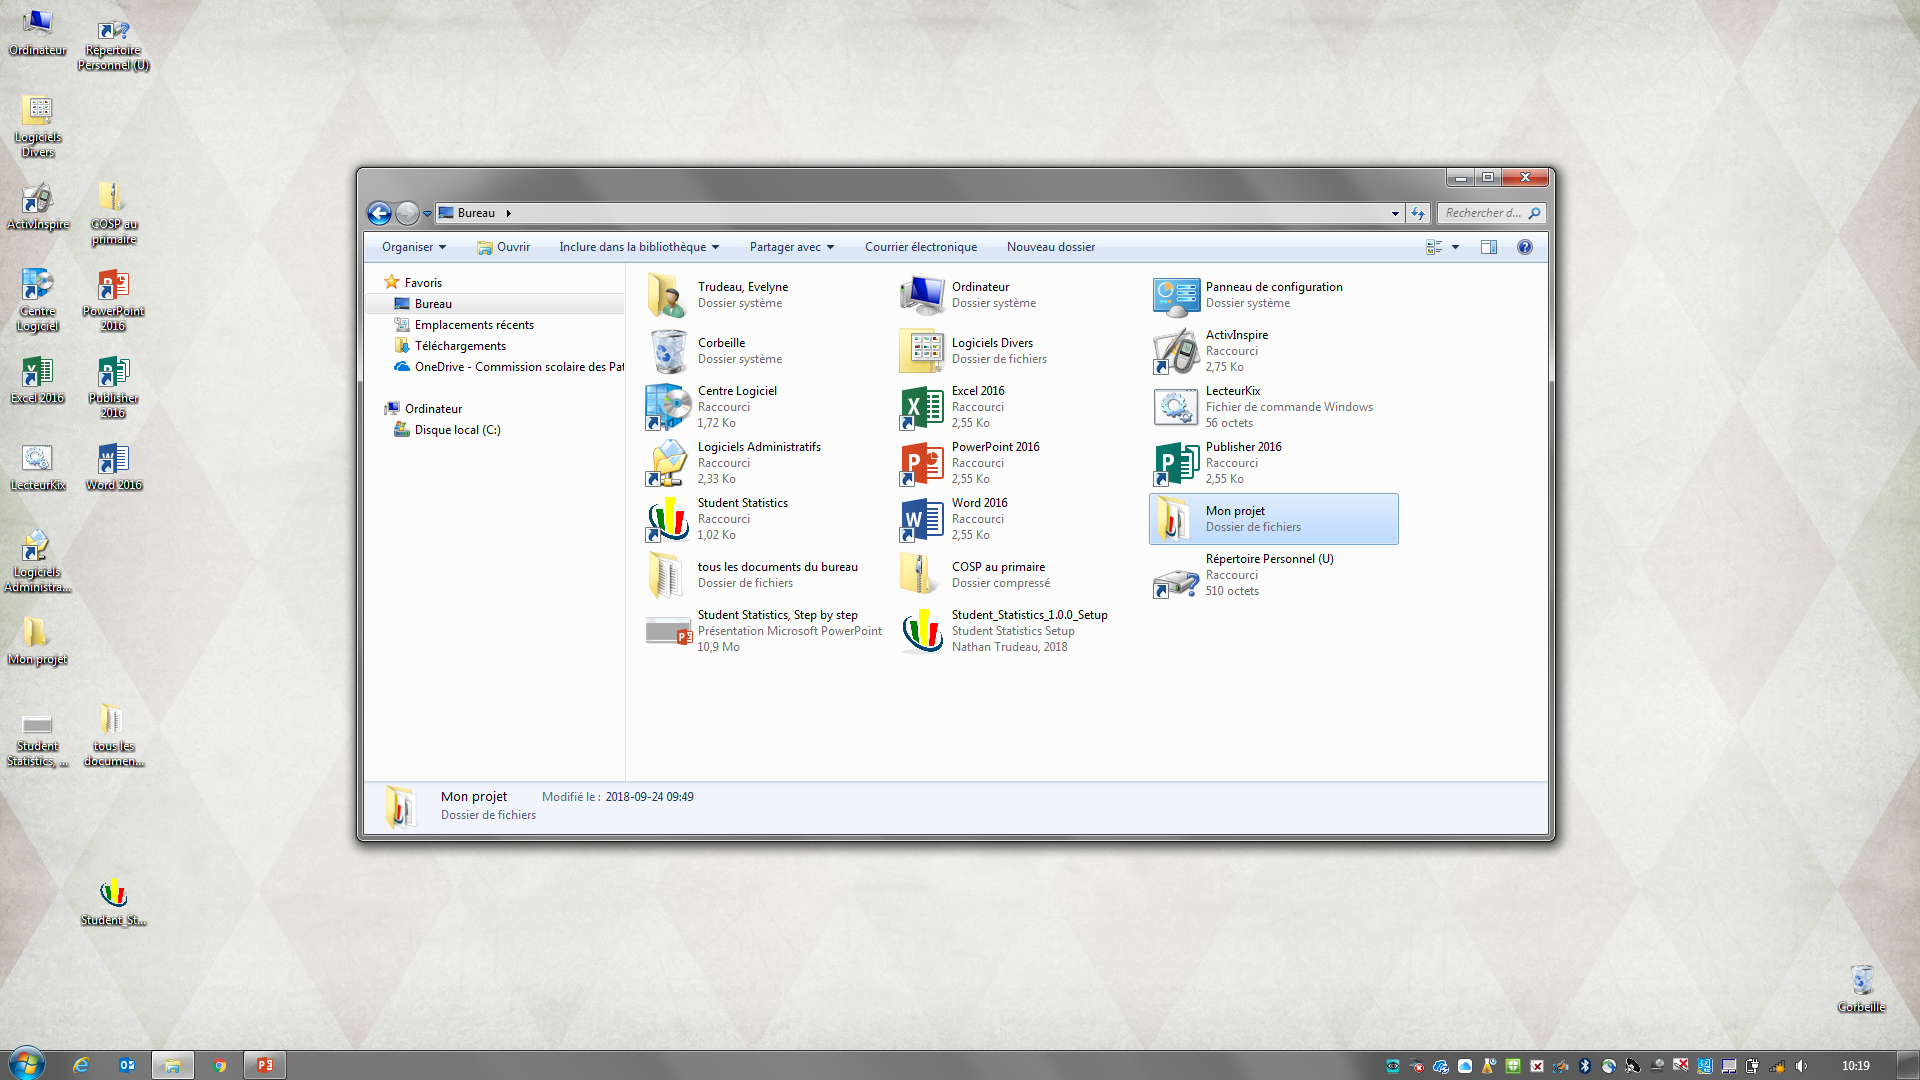 Ordinateur
Répertoire
Personnel (U)
Logiciels
Divers
ActivInspire
COSP au
primaire
Centre
Logiciel
PowerPoint
2016
Excel 2016
Publisher
2016
LecteurKix
Word 2016
Logiciels
Administra...
Mon projet
Student
Statistics, ...
tous les
documen...
Student_St...
Bureau
Rechercher d...
Organiser
Ouvrir
Inclure dans la bibliothèque
Partager avec
Courrier électronique
Nouveau dossier
Favoris
Bureau
Emplacements récents
Téléchargements
OneDrive - Commission scolaire des Pat
Ordinateur
Disque local (C:)
Trudeau, Evelyne
Dossier système
Ordinateur
Dossier système
Panneau de configuration
Dossier système
Corbeille
Dossier système
Logiciels Divers
Dossier de fichiers
ActivInspire
Raccourci
2,75 Ko
Centre Logiciel
Raccourci
1,72 Ko
Excel 2016
Raccourci
2,55 Ko
LecteurKix
Fichier de commande Windows
56 octets
Logiciels Administratifs
Raccourci
2,33 Ko
PowerPoint 2016
Raccourci
2,55 Ko
Publisher 2016
Raccourci
2,55 Ko
Student Statistics
Raccourci
1,02 Ko
Word 2016
Raccourci
2,55 Ko
Mon projet
Dossier de fichiers
tous les documents du bureau
Dossier de fichiers
COSP au primaire
Dossier compressé
Répertoire Personnel (U)
Raccourci
510 octets
Student Statistics, Step by step
Présentation Microsoft PowerPoint
10,9 Mo
Student_Statistics_1.0.0_Setup
Student Statistics Setup
Nathan Trudeau, 2018
Mon projet
Modifié le : 2018-09-24 09:49
Dossier de fichiers
Corbeille
10:19